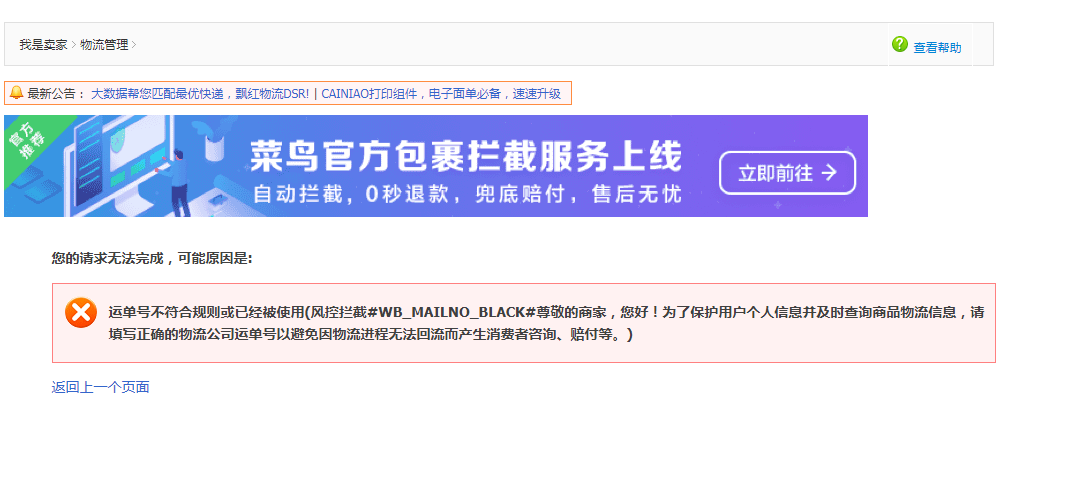 我是卖家 > 物流管理 >
查看帮助
最新公告： 大数据帮您匹配最优快递，飘红物流DSR! | CAINIAO打印组件，电子面单必备，速速升级
官方
推荐
菜鸟官方包裹拦截服务上线
自动拦截，0秒退款，兜底赔付，售后无忧
立即前往 →
您的请求无法完成，可能原因是:
运单号不符合规则或已经被使用(风控拦截#WB_MAILNO_BLACK#尊敬的商家，您好！为了保护用户个人信息并及时查询商品物流信息，请
填写正确的物流公司运单号以避免因物流进程无法回流而产生消费者咨询、赔付等。)
返回上一个页面